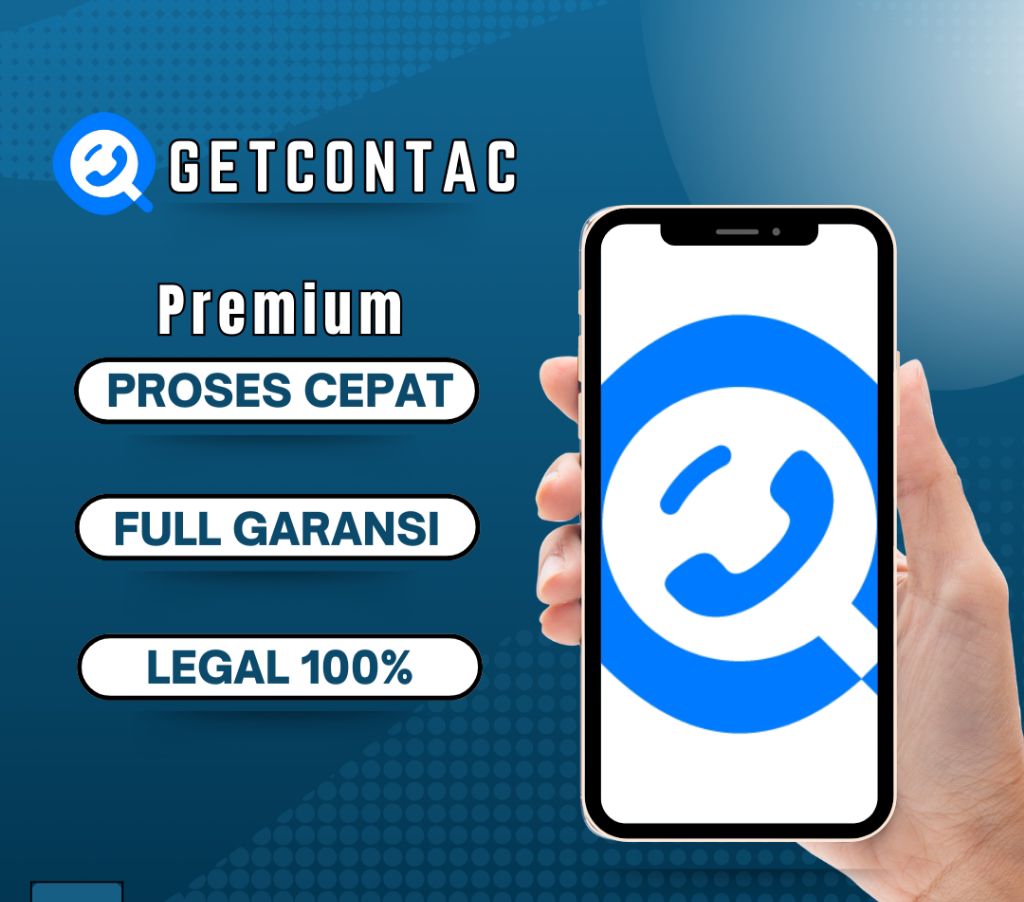 GETCONTAC
Premium
PROSES CEPAT
FULL GARANSI
LEGAL 100%